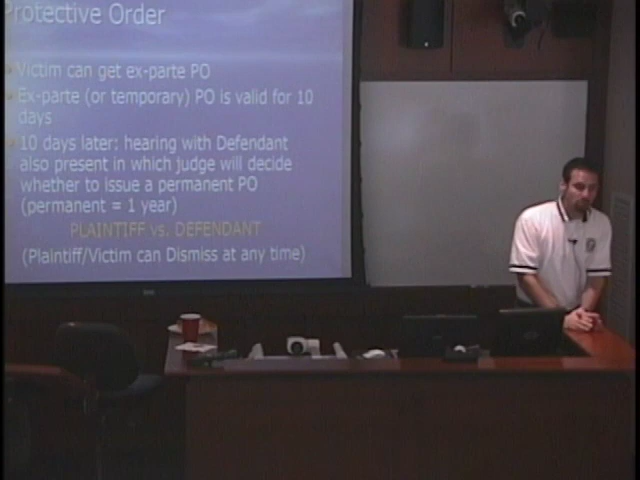 Protective Order
Victim can get ex-parte PO
Ex-parte (or temporary) PO is valid for 10
days
10 days later: hearing with Defendant
also present in which judge will decide
whether to issue a permanent PO
(permanent = 1 year)
PLAINTIFF vs. DEFENDANT
(Plaintiff/Victim can Dismiss at any time)